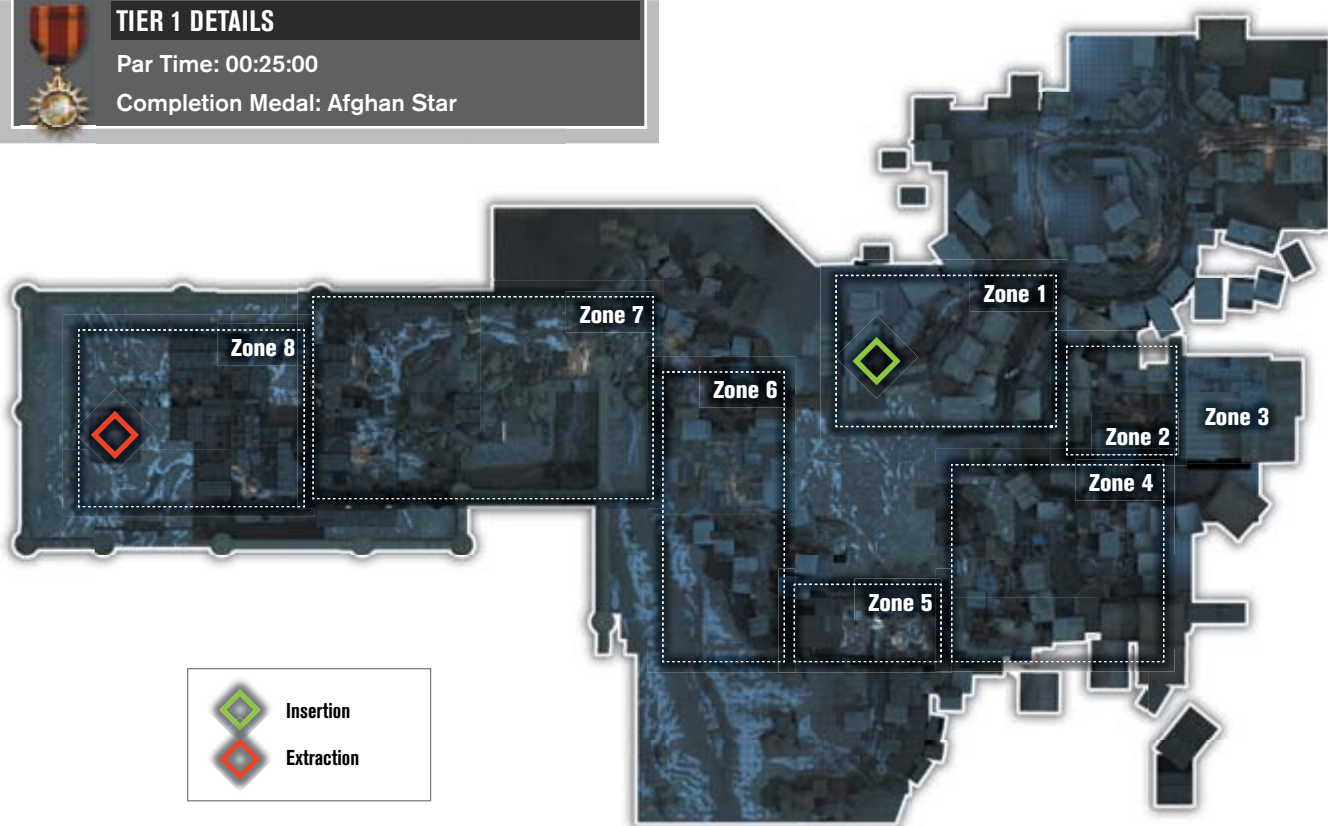 TIER 1 DETAILS
Par Time: 00:25:00
Completion Medal: Afghan Star
Zone 1
Zone 7
Zone 8
Zone 6
Zone 3
Zone 2
Zone 4
Zone 5
Insertion
Extraction